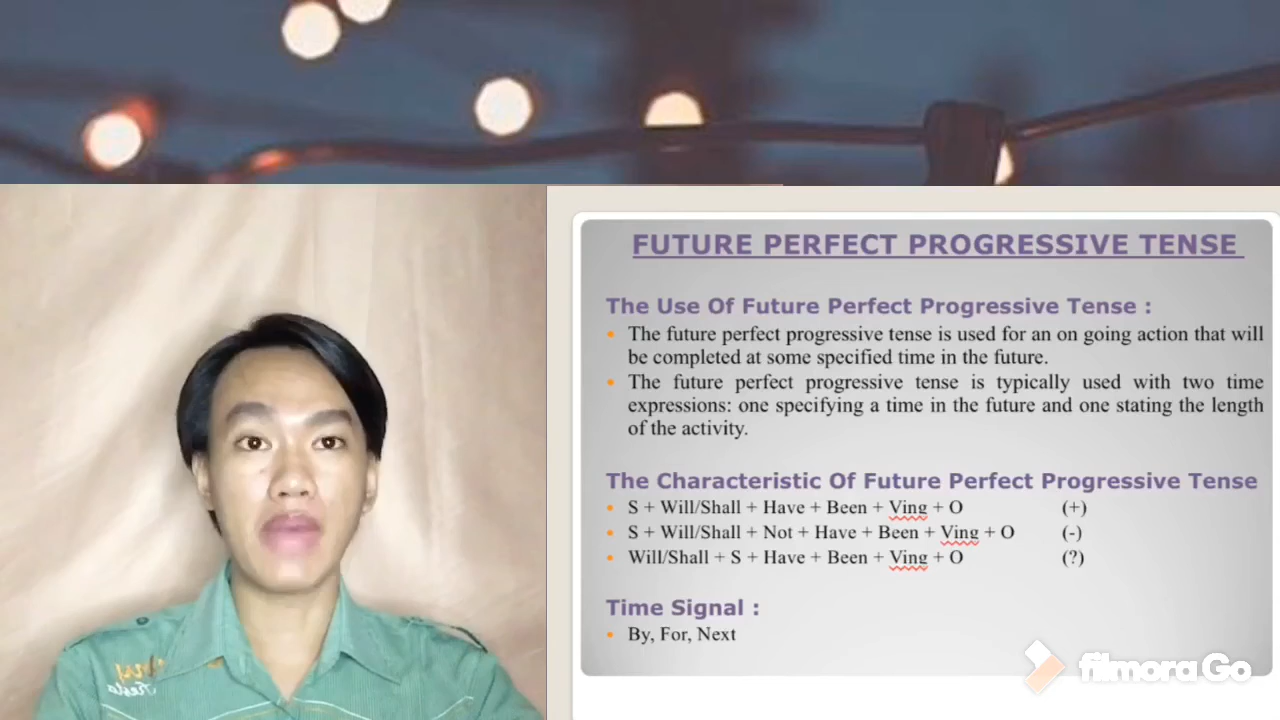 FUTURE PERFECT PROGRESSIVE TENSE
The Use Of Future Perfect Progressive Tense :
• The future perfect progressive tense is used for an on going action that will
be completed at some specified time in the future.
• The future perfect progressive tense is typically used with two time
expressions: one specifying a time in the future and one stating the length
of the activity.
The Characteristic Of Future Perfect Progressive Tense
• S + Will/Shall + Have + Been + Ving + O (+)
• S + Will/Shall + Not + Have + Been + Ving + O (-)
• Will/Shall + S + Have + Been + Ving + O (?)
Time Signal :
• By, For, Next
filmora Go